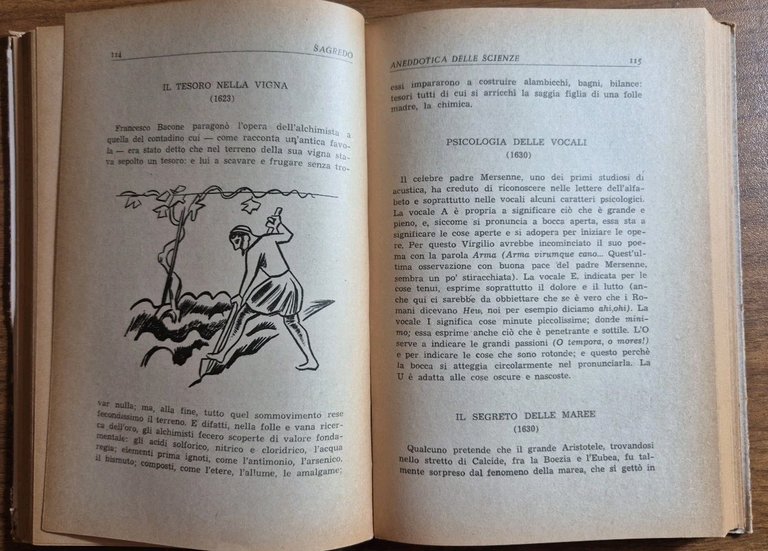 114 SAGREDO
IL TESORO NELLA VIGNA
(1623)
Francesco Bacone paragonò l'opera dell'alchimista a
quella del contadino cui — come racconta un'antica favo-
la — era stato detto che nel terreno della sua vigna sta-
va sepolto un tesoro: e lui a scavare e frugare senza tro-
var nulla; ma, alla fine, tutto quel sommovimento rese
fecondissimo il terreno. E difatti, nella folle e vana ricer-
ca dell'oro, gli alchimisti fecero scoperte di valore fonda-
mentale: gli acidi solforico, nitrico e cloridrico, l'acqua
regis; elementi prima ignoti, come l'antimonio, l'arsenico,
il bismuto; composti, come l'etere, l'allume, le amalgame;
ANEDDOTICA DELLE SCIENZE 115
essi impararono a costruire alambicchi, bagni, bilance:
tesori tutti di cui si arricchì la saggia figlia di una folle
madre, la chimica.
PSICOLOGIA DELLE VOCALI
(1630)
Il celebre padre Mersenne, uno dei primi studiosi di
acustica, ha creduto di riconoscere nelle lettere dell'alfa-
beto e soprattutto nelle vocali alcuni caratteri psicologici.
La vocale A è propria a significare ciò che è grande e
pieno, e, siccome si pronuncia a bocca aperta, essa sta a
significare le cose aperte e si adopera per iniziare le ope-
re. Per questo Virgilio avrebbe incominciato il suo poe-
ma con la parola Arma (Arma virumque cano... Quest'ul-
tima osservazione con buona pace del padre Mersenne,
sembra un po' stiracchiata). La vocale E, indicata per le
cose tenui, esprime soprattutto il dolore e il lutto (an-
che qui ci sarebbe da obbiettare che se è vero che i Ro-
mani dicevano Heu, noi per esempio diciamo ahi, ohi). La
vocale I significa cose minute piccolissime; donde mini-
mo; essa esprime anche ciò che è penetrante e sottile. L'O
serve a indicare le grandi passioni (O tempora, o mores!)
e per indicare le cose che sono rotonde; e questo perchè
la bocca si atteggia circolarmente nel pronunciarla. La
U è adatta alle cose oscure e nascoste.
IL SEGRETO DELLE MAREE
(1630)
Qualcuno pretende che il grande Aristotele, trovandosi
nello stretto di Calcide, fra la Boezia e l'Eubea, fu tal-
mente sorpreso dal fenomeno della marea, che si gettò in